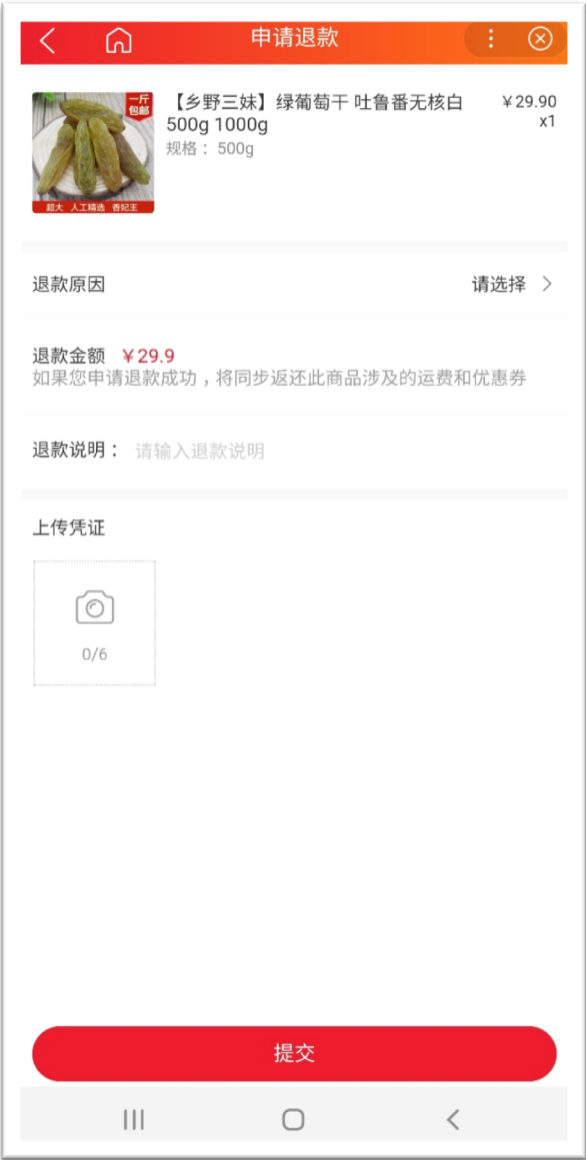 申请退款
一斤
包邮
超大 人工精选 香妃王
【乡野三妹】绿葡萄干 吐鲁番无核白 500g 1000g
¥29.90
x1
规格： 500g
退款原因
请选择
退款金额 ¥29.9
如果您申请退款成功，将同步返还此商品涉及的运费和优惠券
退款说明： 请输入退款说明
上传凭证
0/6
提交